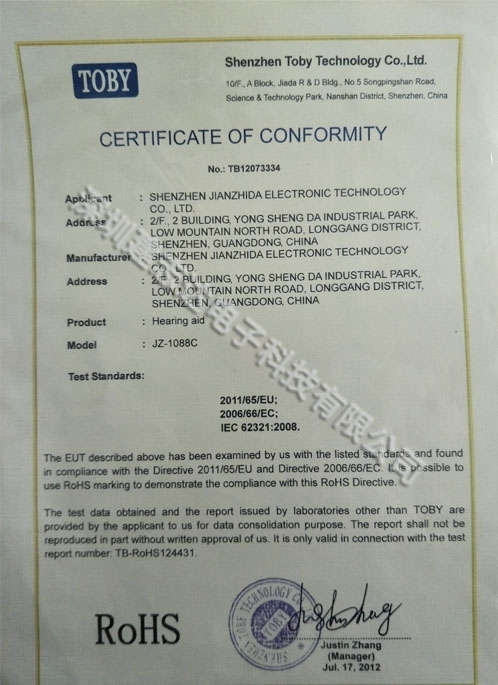 TOBY
Shenzhen Toby Technology Co.,Ltd.
10/F., A Block, Jiada R & D Bldg., No.5 Songpingshan Road,
Science & Technology Park, Nanshan District, Shenzhen, China
CERTIFICATE OF CONFORMITY
No.: TB12073334
Applicant : SHENZHEN JIANZHIDA ELECTRONIC TECHNOLOGY
CO., LTD.
Address : 2/F., 2 BUILDING, YONG SHENG DA INDUSTRIAL PARK,
LOW MOUNTAIN NORTH ROAD, LONGGANG DISTRICT,
SHENZHEN, GUANGDONG, CHINA
Manufacturer : SHENZHEN JIANZHIDA ELECTRONIC TECHNOLOGY
CO., LTD.
Address : 2/F., 2 BUILDING, YONG SHENG DA INDUSTRIAL PARK,
LOW MOUNTAIN NORTH ROAD, LONGGANG DISTRICT,
SHENZHEN, GUANGDONG, CHINA
Product : Hearing aid
Model : JZ-1088C
Test Standards:
2011/65/EU;
2006/66/EC;
IEC 62321:2008.
The EUT described above has been examined by us with the listed standards and found
in compliance with the Directive 2011/65/EU and Directive 2006/66/EC. It is possible to
use RoHS marking to demonstrate the compliance with this RoHS Directive.
The test data obtained and the report issued by laboratories other than TOBY are
provided by the applicant to us for data consolidation purpose. The report shall not be
reproduced in part without written approval of us. It is only valid in connection with the test
report number: TB-RoHS124431.
RoHS
SHENZHEN TOBY TECHNOLOGY CO
TOBY
Justin Zhang
(Manager)
Jul. 17, 2012
电子科技有限公司